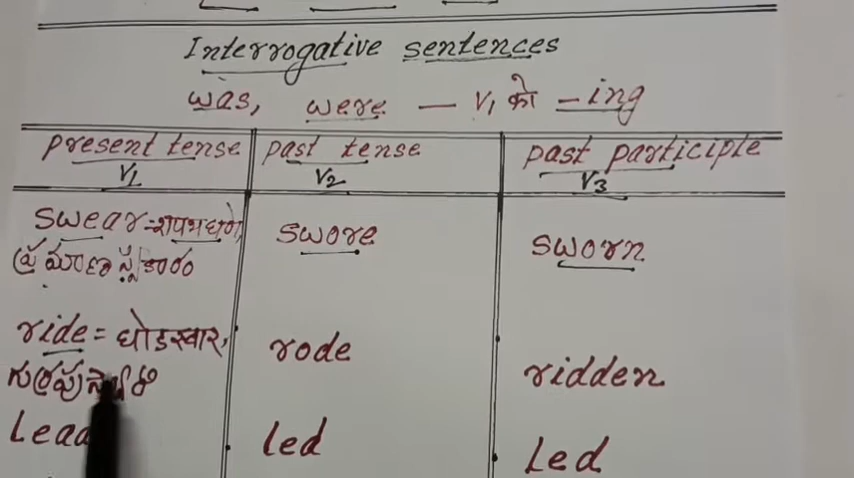 Interrogative sentences
was, were — V₁ को -ing
present tense past tense past participle
V₁ V₂ V₃
swear = शपथ घेणे, swore sworn
ಪ್ರಮಾಣ
ride = घोडस्वार, rode ridden
Lead led Led